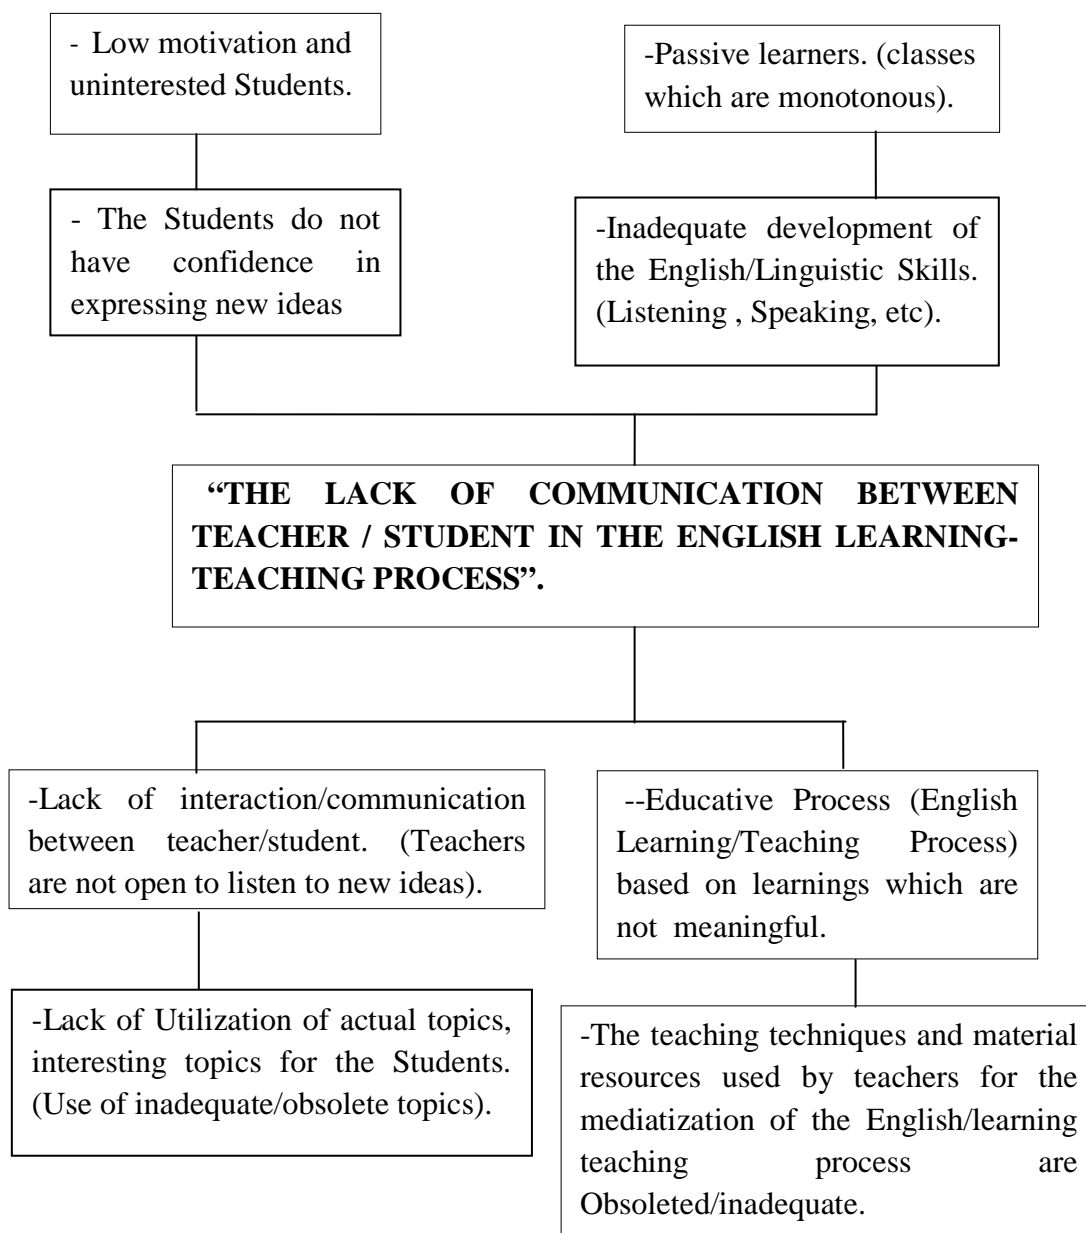 - Low motivation and
uninterested Students.
-Passive learners. (classes
which are monotonous).
- The Students do not
have confidence in
expressing new ideas
-Inadequate development of
the English/Linguistic Skills.
(Listening , Speaking, etc).
“THE LACK OF COMMUNICATION BETWEEN
TEACHER / STUDENT IN THE ENGLISH LEARNING-
TEACHING PROCESS”.
-Lack of interaction/communication
between teacher/student. (Teachers
are not open to listen to new ideas).
--Educative Process (English
Learning/Teaching Process)
based on learnings which are
not meaningful.
-Lack of Utilization of actual topics,
interesting topics for the Students.
(Use of inadequate/obsolete topics).
-The teaching techniques and material
resources used by teachers for the
mediatization of the English/learning
teaching process are
Obsoleted/inadequate.